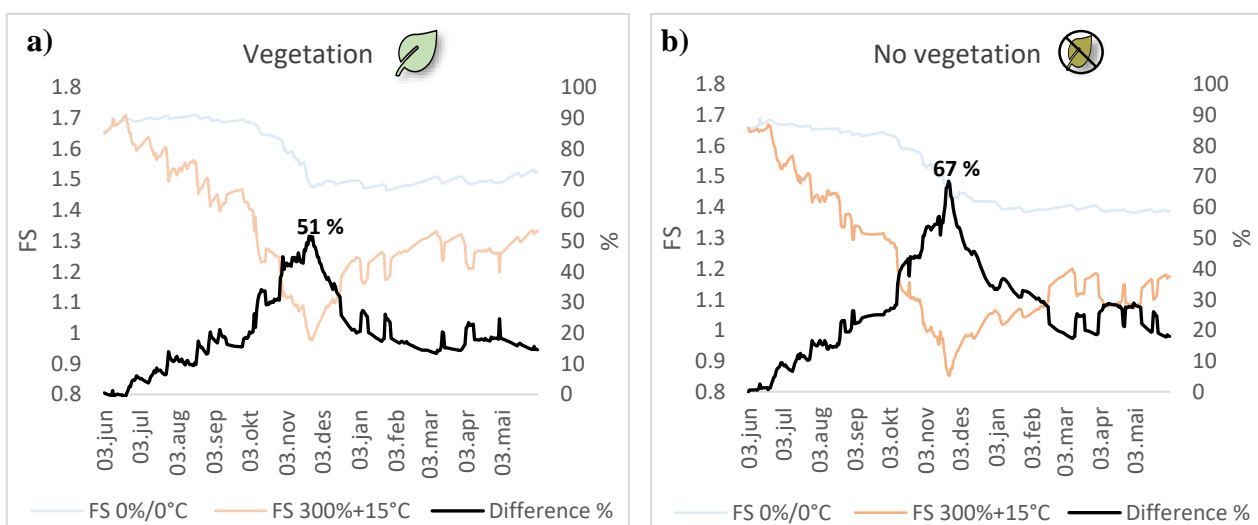 a)
Vegetation
1.8
1.7
1.6
1.5
1.4
1.3
1.2
1.1
1
0.9
0.8
FS
100
90
80
70
60
50
40
30
20
10
0
%
51 %
03.jun
03.jul
03.aug
03.sep
03.okt
03.nov
03.des
03.jan
03.feb
03.mar
03.apr
03.mai
FS 0%/0°C
FS 300%+15°C
Difference %
b)
No vegetation
1.8
1.7
1.6
1.5
1.4
1.3
1.2
1.1
1
0.9
0.8
FS
100
90
80
70
60
50
40
30
20
10
0
%
67 %
03.jun
03.jul
03.aug
03.sep
03.okt
03.nov
03.des
03.jan
03.feb
03.mar
03.apr
03.mai
FS 0%/0°C
FS 300%+15°C
Difference %